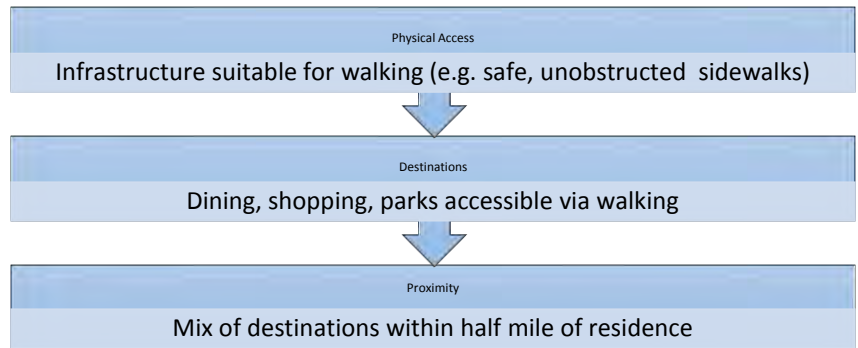 Physical Access
Infrastructure suitable for walking (e.g. safe, unobstructed sidewalks)
Destinations
Dining, shopping, parks accessible via walking
Proximity
Mix of destinations within half mile of residence